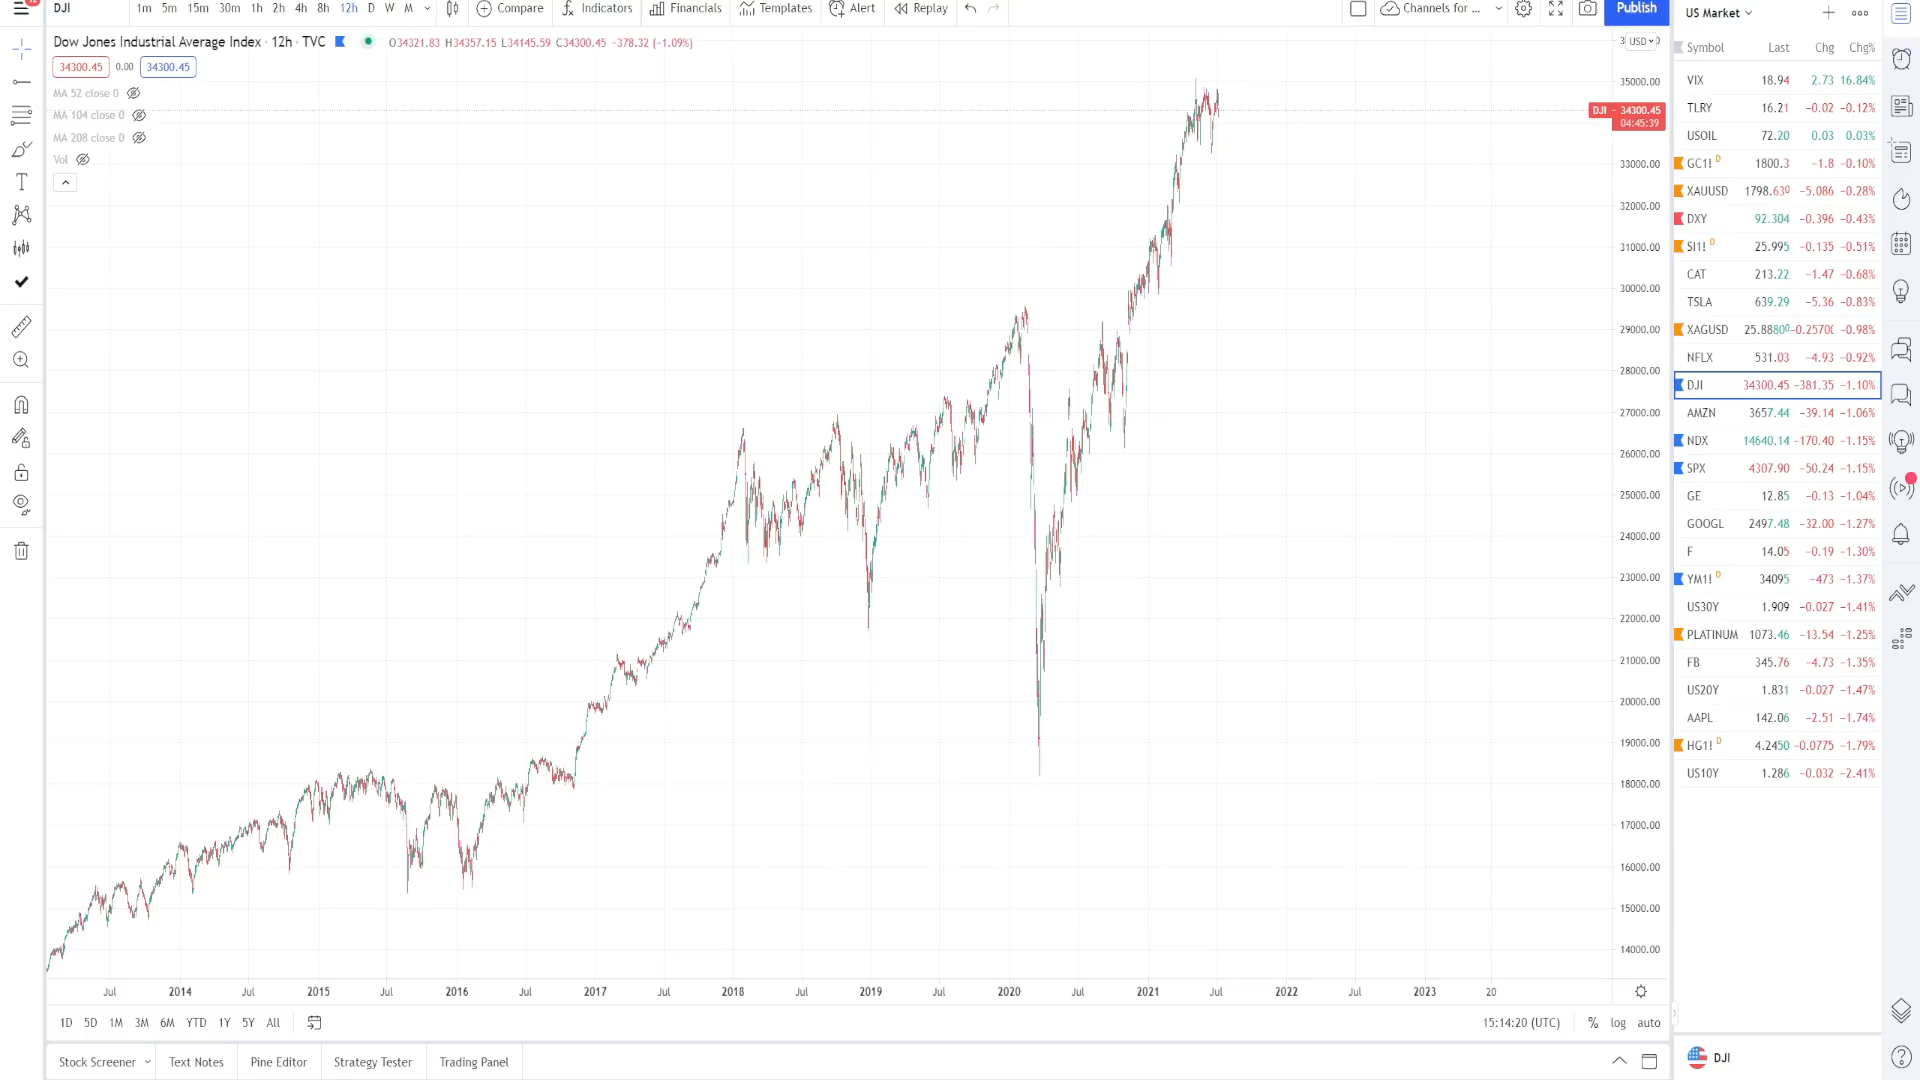 DJI 1m 5m 15m 30m 1h 2h 4h 8h 12h D W M Compare Indicators Financials Templates Alert Replay Channels for ... Publish
Dow Jones Industrial Average Index · 12h · TVC O34321.83 H34357.15 L34145.59 C34300.45 −378.32 (−1.09%)
34300.45 0.00 34300.45
MA 52 close 0
MA 104 close 0
MA 208 close 0
Vol
USD
35000.00
DJI − 34300.45
04:45:39
33000.00
32000.00
31000.00
30000.00
29000.00
28000.00
27000.00
26000.00
25000.00
24000.00
23000.00
22000.00
21000.00
20000.00
19000.00
18000.00
17000.00
16000.00
15000.00
14000.00
Jul 2014 Jul 2015 Jul 2016 Jul 2017 Jul 2018 Jul 2019 Jul 2020 Jul 2021 Jul 2022 Jul 2023 20
1D 5D 1M 3M 6M YTD 1Y 5Y All 15:14:20 (UTC) % log auto
Stock Screener Text Notes Pine Editor Strategy Tester Trading Panel
US Market
Symbol Last Chg Chg%
VIX 18.94 2.73 16.84%
TLRY 16.21 −0.02 −0.12%
USOIL 72.20 0.03 0.03%
GC1! D 1800.3 −1.8 −0.10%
XAUUSD 1798.630 −5.086 −0.28%
DXY 92.304 −0.396 −0.43%
SI1! D 25.995 −0.135 −0.51%
CAT 213.22 −1.47 −0.68%
TSLA 639.29 −5.36 −0.83%
XAGUSD 25.8880 −0.2570 −0.98%
NFLX 531.03 −4.93 −0.92%
DJI 34300.45 −381.35 −1.10%
AMZN 3657.44 −39.14 −1.06%
NDX 14640.14 −170.40 −1.15%
SPX 4307.90 −50.24 −1.15%
GE 12.85 −0.13 −1.04%
GOOGL 2497.48 −32.00 −1.27%
F 14.05 −0.19 −1.30%
YM1! D 34095 −473 −1.37%
US30Y 1.909 −0.027 −1.41%
PLATINUM 1073.46 −13.54 −1.25%
FB 345.76 −4.73 −1.35%
US20Y 1.831 −0.027 −1.47%
AAPL 142.06 −2.51 −1.74%
HG1! D 4.2450 −0.0775 −1.79%
US10Y 1.286 −0.032 −2.41%
DJI